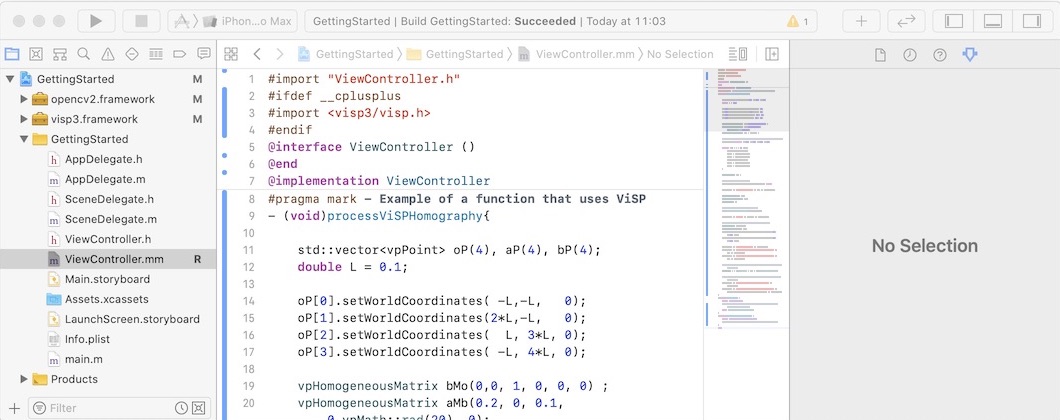 iPhon...o Max
GettingStarted | Build GettingStarted: Succeeded | Today at 11:03
1
GettingStarted
GettingStarted
ViewController.mm
No Selection
GettingStarted M
opencv2.framework M
visp3.framework M
GettingStarted
h AppDelegate.h
m AppDelegate.m
h SceneDelegate.h
m SceneDelegate.m
h ViewController.h
m ViewController.mm R
Main.storyboard
Assets.xcassets
LaunchScreen.storyboard
Info.plist
m main.m
Products
Filter
1 #import "ViewController.h"
2 #ifdef __cplusplus
3 #import <visp3/visp.h>
4 #endif
5 @interface ViewController ()
6 @end
7 @implementation ViewController
8 #pragma mark - Example of a function that uses ViSP
9 - (void)processViSPHomography{
10
11 std::vector<vpPoint> oP(4), aP(4), bP(4);
12 double L = 0.1;
13
14 oP[0].setWorldCoordinates( -L,-L,   0);
15 oP[1].setWorldCoordinates(2*L,-L,   0);
16 oP[2].setWorldCoordinates(  L, 3*L, 0);
17 oP[3].setWorldCoordinates( -L, 4*L, 0);
18
19 vpHomogeneousMatrix bMo(0,0, 1, 0, 0, 0) ;
20 vpHomogeneousMatrix aMb(0.2, 0, 0.1,
0,vpMath::rad(20), 0);
No Selection